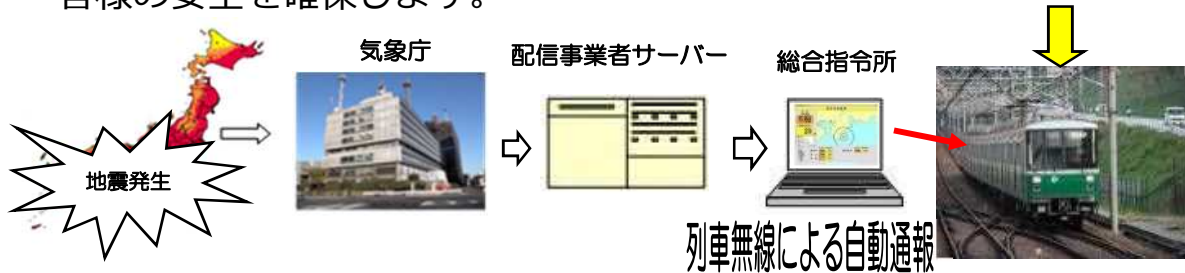 皆様の安全を確保します。
気象庁
配信事業者サーバー
総合指令所
地震発生
列車無線による自動通報